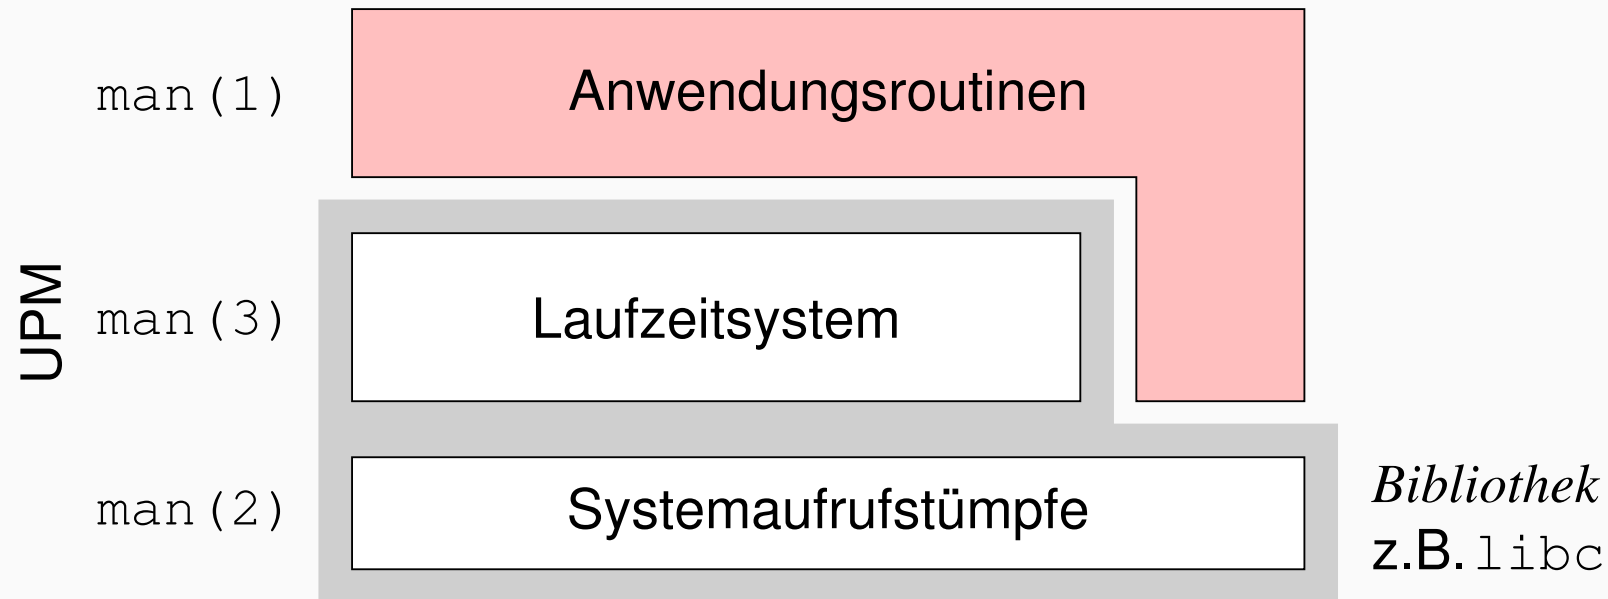 man(1)
Anwendungsroutinen
UPM
man(3)
Laufzeitsystem
man(2)
Systemaufrufstümpfe
Bibliothek
z.B. libc